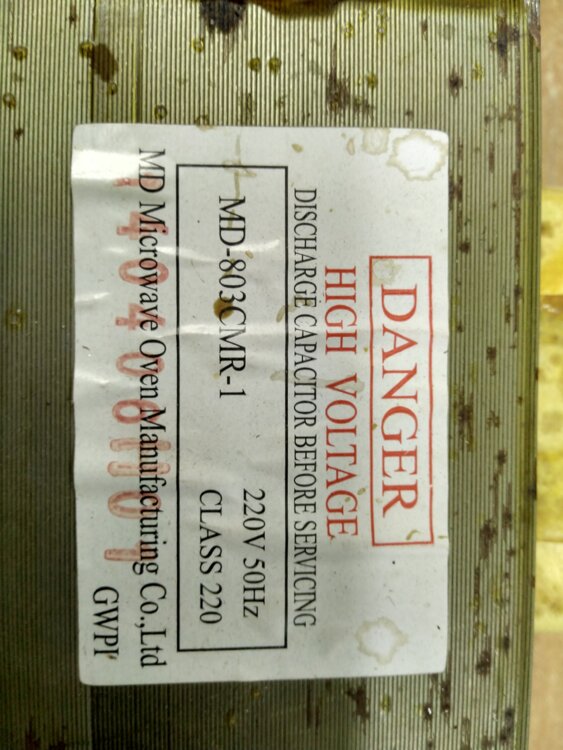 DANGER
HIGH VOLTAGE
DISCHARGE CAPACITOR BEFORE SERVICING
220V 50Hz
MD-803CMR-1
CLASS 220
MD Microwave Oven Manufacturing Co.,Ltd
GWPI